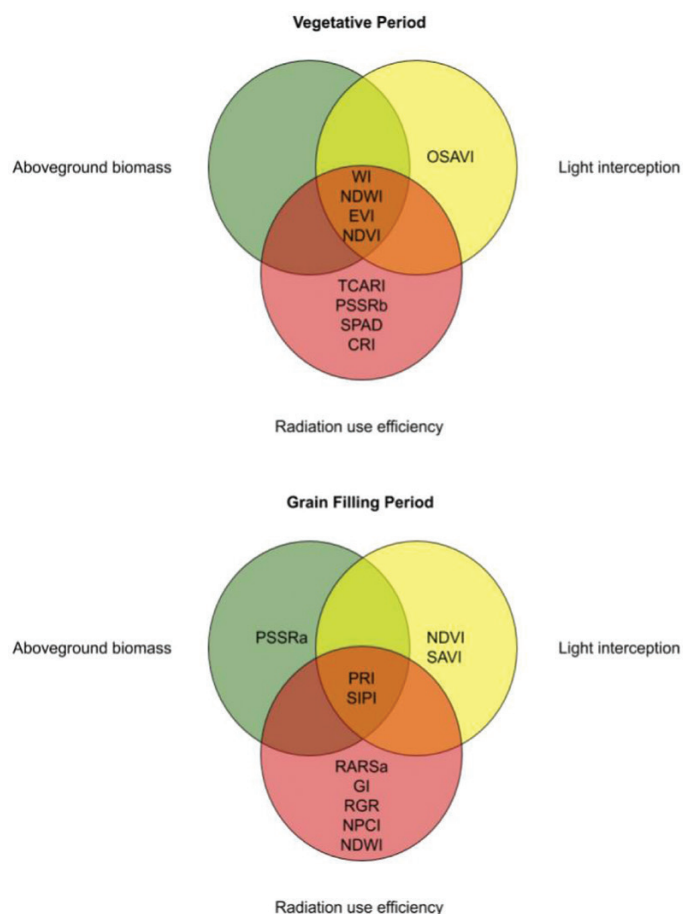 Vegetative Period
Aboveground biomass
OSAVI
Light interception
WI
NDWI
EVI
NDVI
TCARI
PSSRb
SPAD
CRI
Radiation use efficiency
Grain Filling Period
Aboveground biomass
PSSRa
NDVI
SAVI
Light interception
PRI
SIPI
RARSa
GI
RGR
NPCI
NDWI
Radiation use efficiency